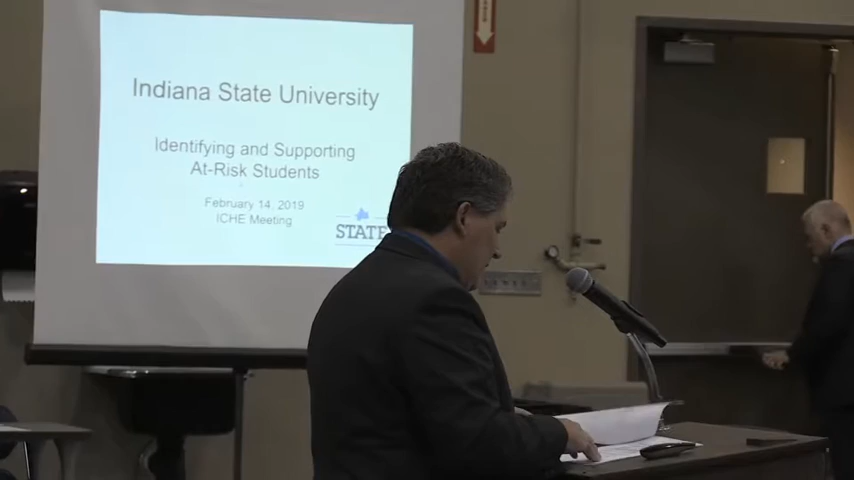 Indiana State University
Identifying and Supporting
At-Risk Students
February 14, 2019
ICHE Meeting
STATE